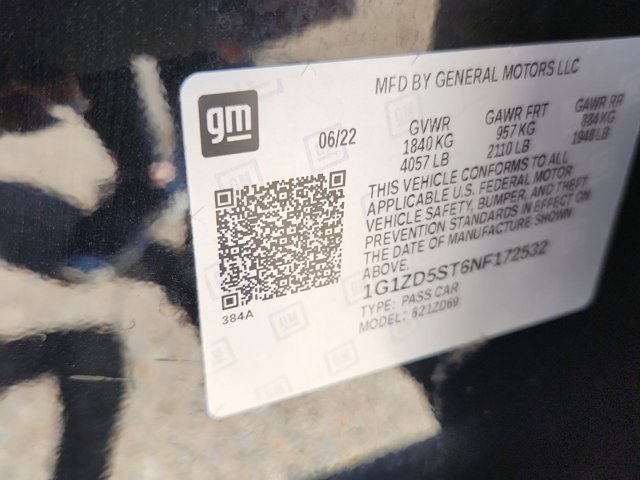 MFD BY GENERAL MOTORS LLC
gm
06/22
GVWR
1840 KG
4057 LB
GAWR FRT
957 KG
2110 LB
GAWR RR
884 KG
1948 LB
THIS VEHICLE CONFORMS TO ALL
APPLICABLE U.S. FEDERAL MOTOR
VEHICLE SAFETY, BUMPER, AND THEFT
PREVENTION STANDARDS IN EFFECT ON
THE DATE OF MANUFACTURE SHOWN
ABOVE.
1G1ZD5ST6NF172532
TYPE: PASS CAR
MODEL: 821ZD69
384A